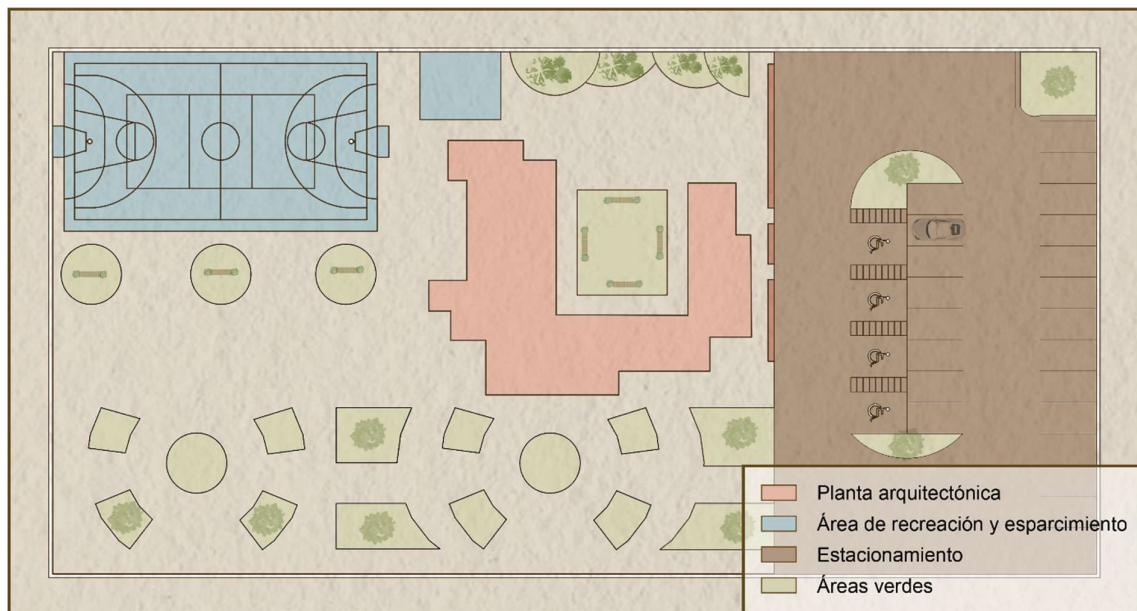 Planta arquitectónica
Área de recreación y esparcimiento
Estacionamiento
Áreas verdes